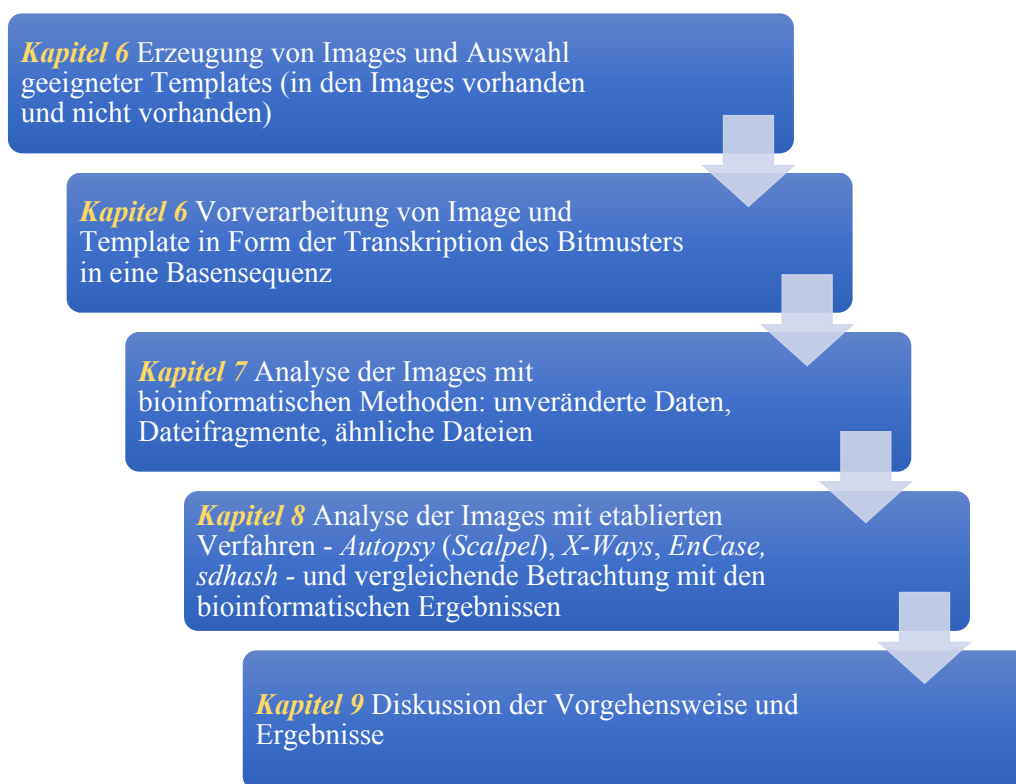 Kapitel 6 Erzeugung von Images und Auswahl
geeigneter Templates (in den Images vorhanden
und nicht vorhanden)
Kapitel 6 Vorverarbeitung von Image und
Template in Form der Transkription des Bitmusters
in eine Basensequenz
Kapitel 7 Analyse der Images mit
bioinformatischen Methoden: unveränderte Daten,
Dateifragmente, ähnliche Dateien
Kapitel 8 Analyse der Images mit etablierten
Verfahren - Autopsy (Scalpel), X-Ways, EnCase,
sdhash - und vergleichende Betrachtung mit den
bioinformatischen Ergebnissen
Kapitel 9 Diskussion der Vorgehensweise und
Ergebnisse